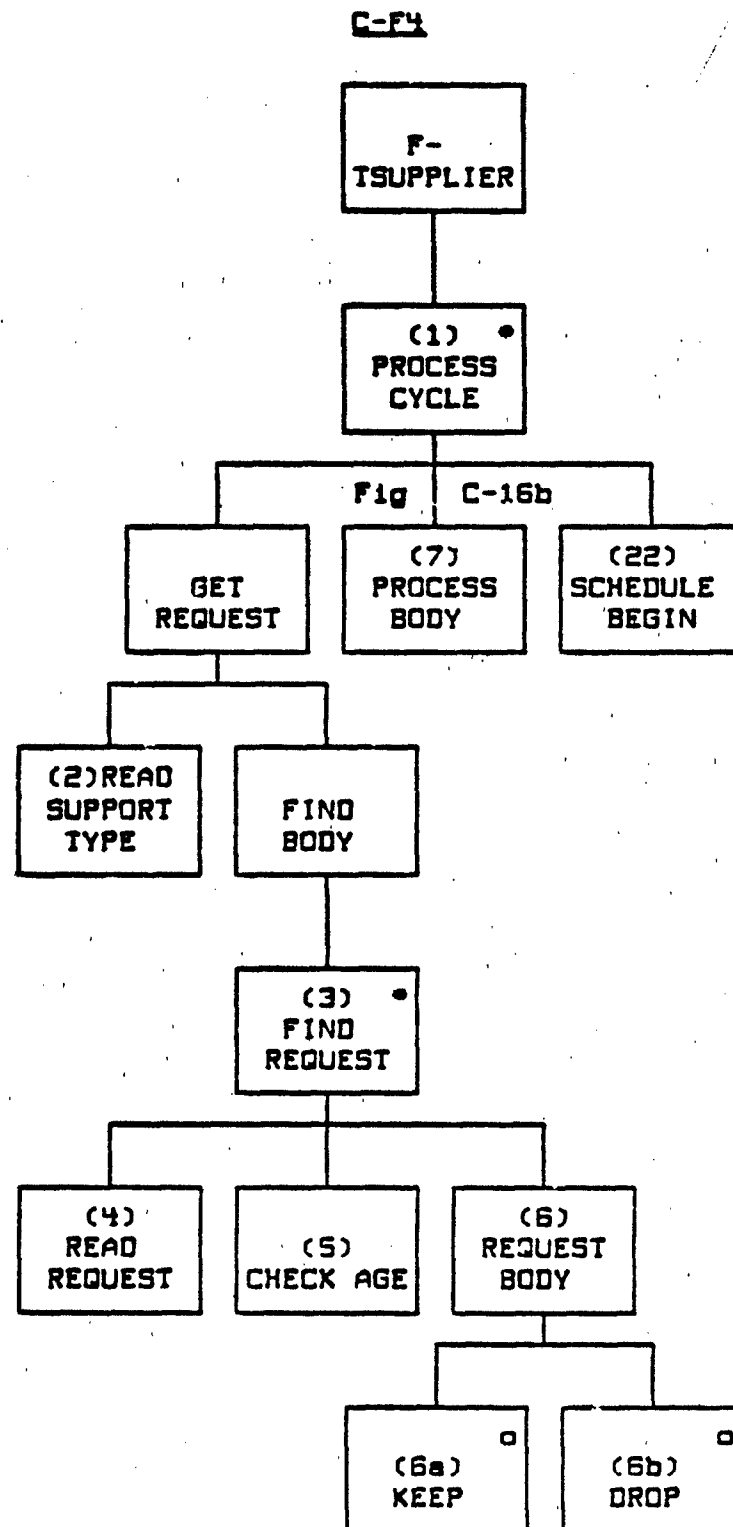 C-F4
F-
TSUPPLIER
(1)
PROCESS
CYCLE
Fig C-16b
GET
REQUEST
(7)
PROCESS
BODY
(22)
SCHEDULE
BEGIN
(2)READ
SUPPORT
TYPE
FIND
BODY
(3)
FIND
REQUEST
(4)
READ
REQUEST
(5)
CHECK AGE
(6)
REQUEST
BODY
(6a)
KEEP
(6b)
DROP